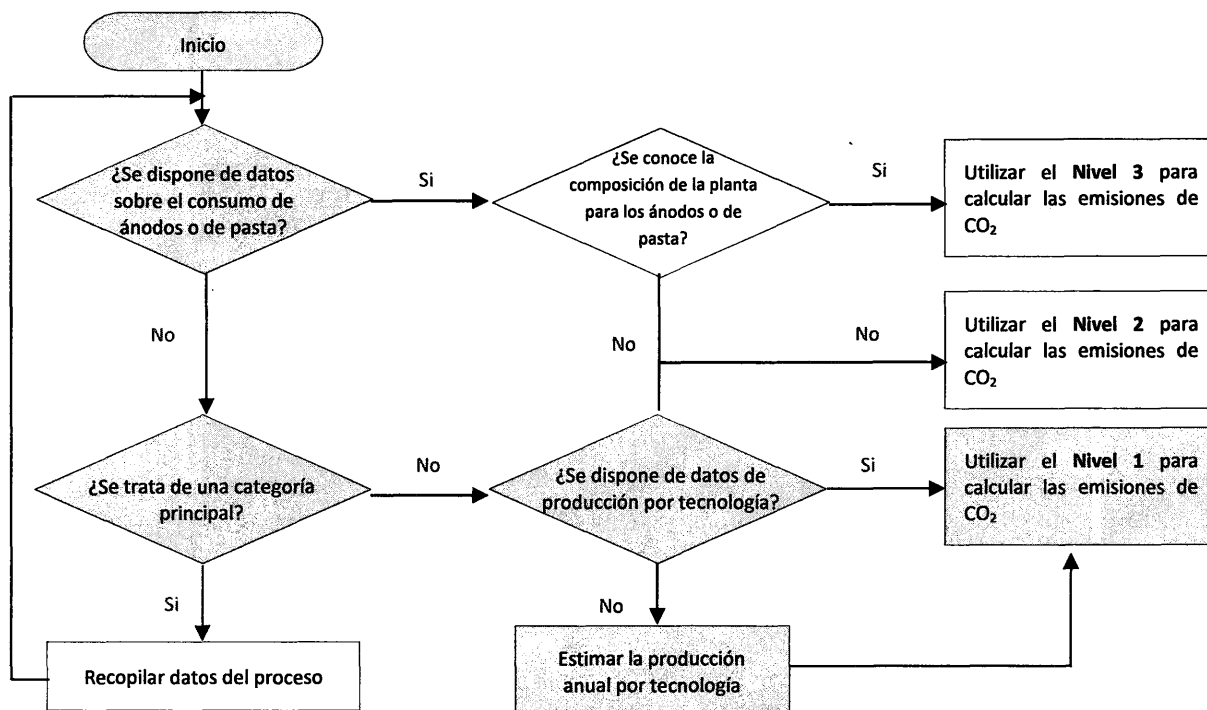 Inicio
¿Se dispone de datos
sobre el consumo de
ánodos o de pasta?
Si
¿Se conoce la
composición de la planta
para los ánodos o de
pasta?
Si
Utilizar el Nivel 3 para
calcular las emisiones de
CO₂
No
No
No
Utilizar el Nivel 2 para
calcular las emisiones de
CO₂
¿Se trata de una categoría
principal?
No
¿Se dispone de datos de
producción por tecnología?
Si
Utilizar el Nivel 1 para
calcular las emisiones de
CO₂
Si
No
Recopilar datos del proceso
Estimar la producción
anual por tecnología